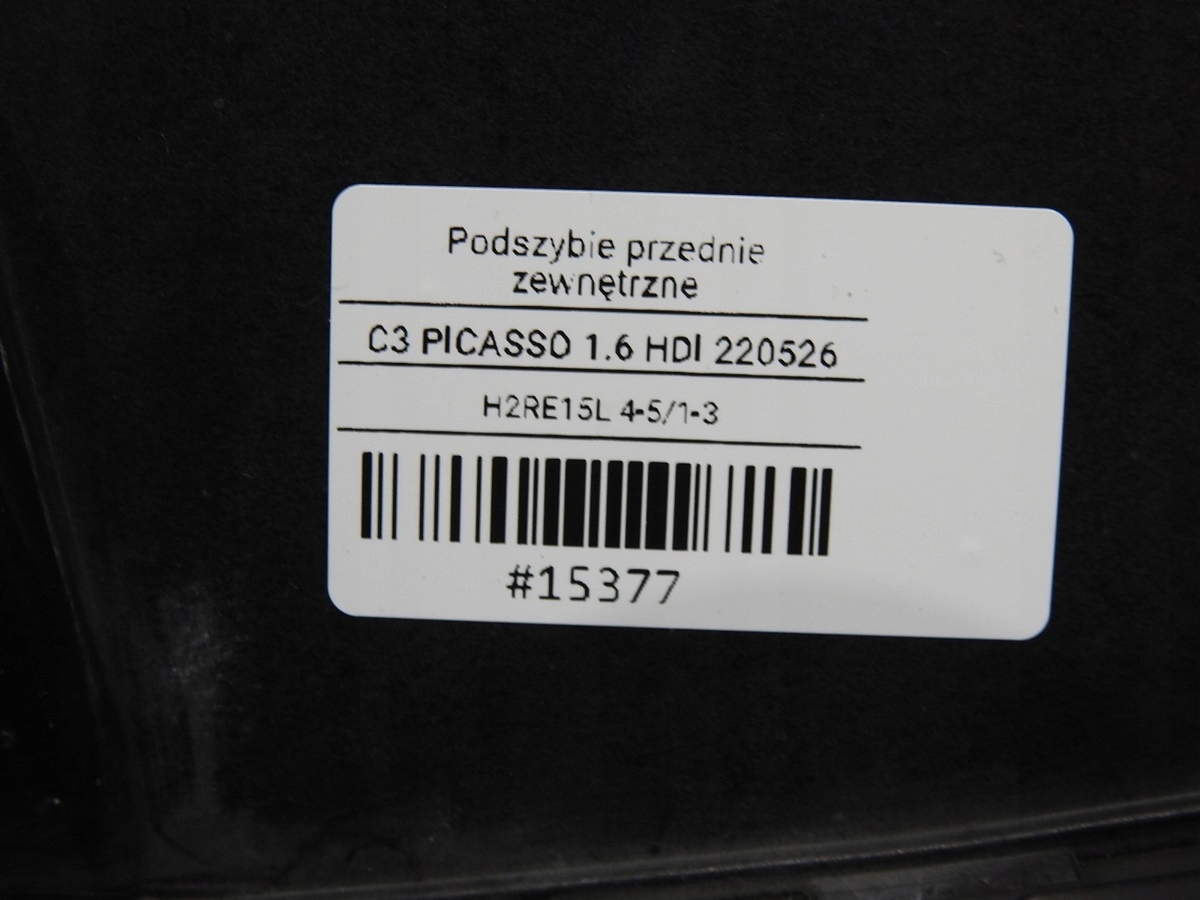 Podszybie przednie
zewnętrzne
C3 PICASSO 1.6 HDI 220526
H2RE15L 4-5/1-3
#15377